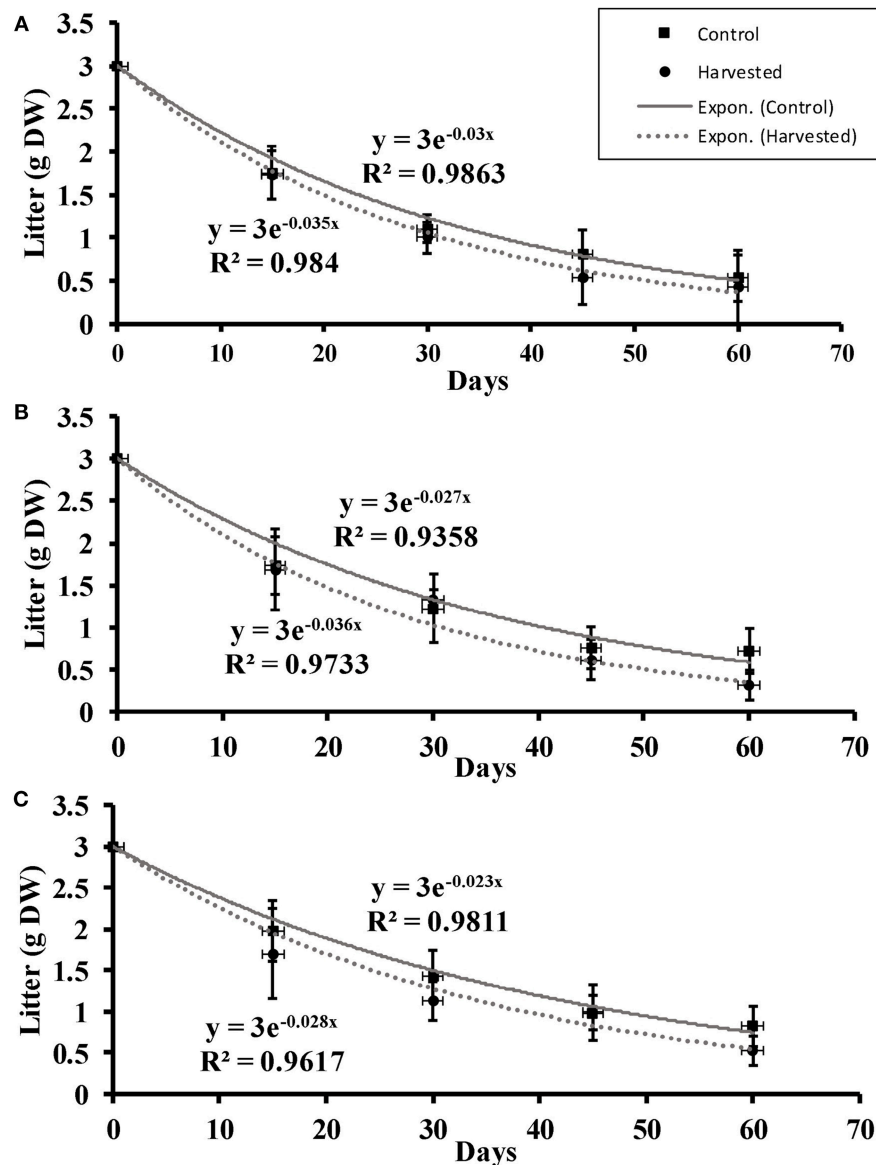 A
3.5
3
2.5
2
1.5
1
0.5
0
Litter (g DW)
0 10 20 30 40 50 60 70
Days
Control
Harvested
Expon. (Control)
Expon. (Harvested)
y = 3e^-0.03x
R² = 0.9863
y = 3e^-0.035x
R² = 0.984
B
3.5
3
2.5
2
1.5
1
0.5
0
Litter (g DW)
0 10 20 30 40 50 60 70
Days
y = 3e^-0.027x
R² = 0.9358
y = 3e^-0.036x
R² = 0.9733
C
3.5
3
2.5
2
1.5
1
0.5
0
Litter (g DW)
0 10 20 30 40 50 60 70
Days
y = 3e^-0.023x
R² = 0.9811
y = 3e^-0.028x
R² = 0.9617